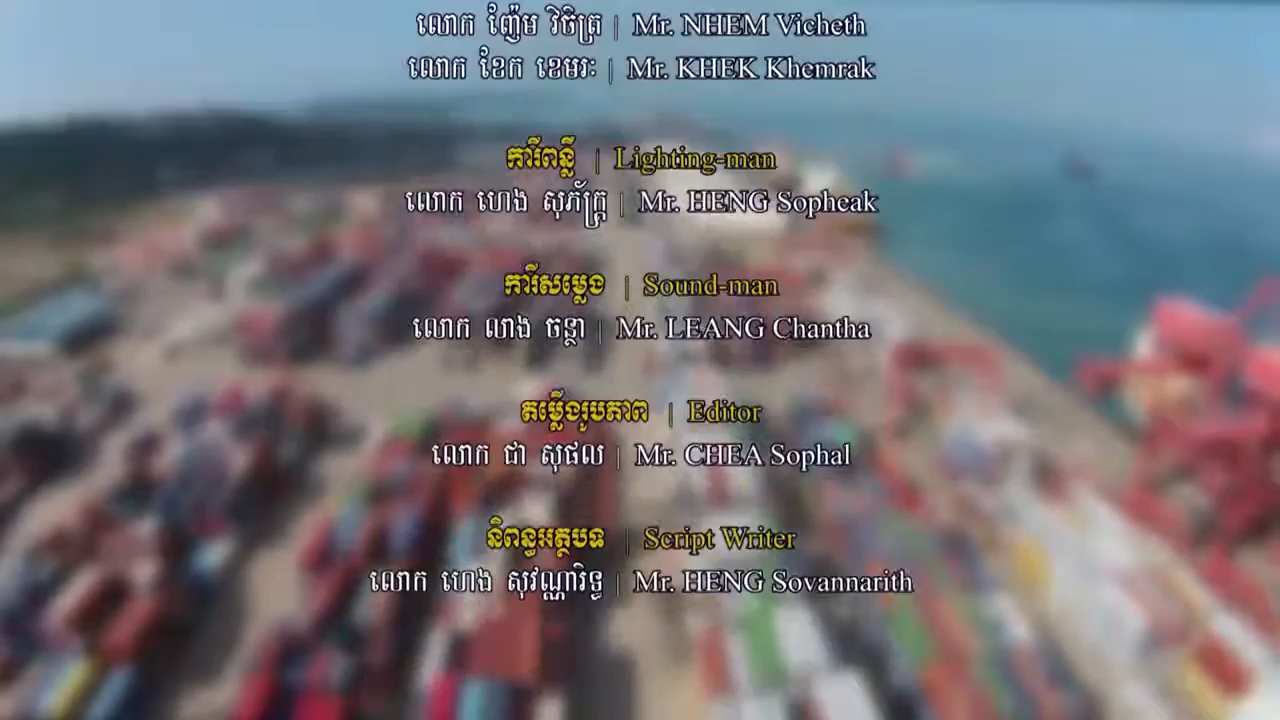 លោក ញ៉ែម វិចិត្រ | Mr. NHEM Vicheth
លោក ខែក ខេមរៈ | Mr. KHEK Khemrak
ការីពន្លឺ | Lighting-man
លោក ហេង សុភ័ក្ត្រ | Mr. HENG Sopheak
ការីសម្លេង | Sound-man
លោក លាង ចន្ថា | Mr. LEANG Chantha
តម្លើងរូបភាព | Editor
លោក ជា សុផល | Mr. CHEA Sophal
និពន្ធអត្ថបទ | Script Writer
លោក ហេង សុវណ្ណារិទ្ធ | Mr. HENG Sovannarith